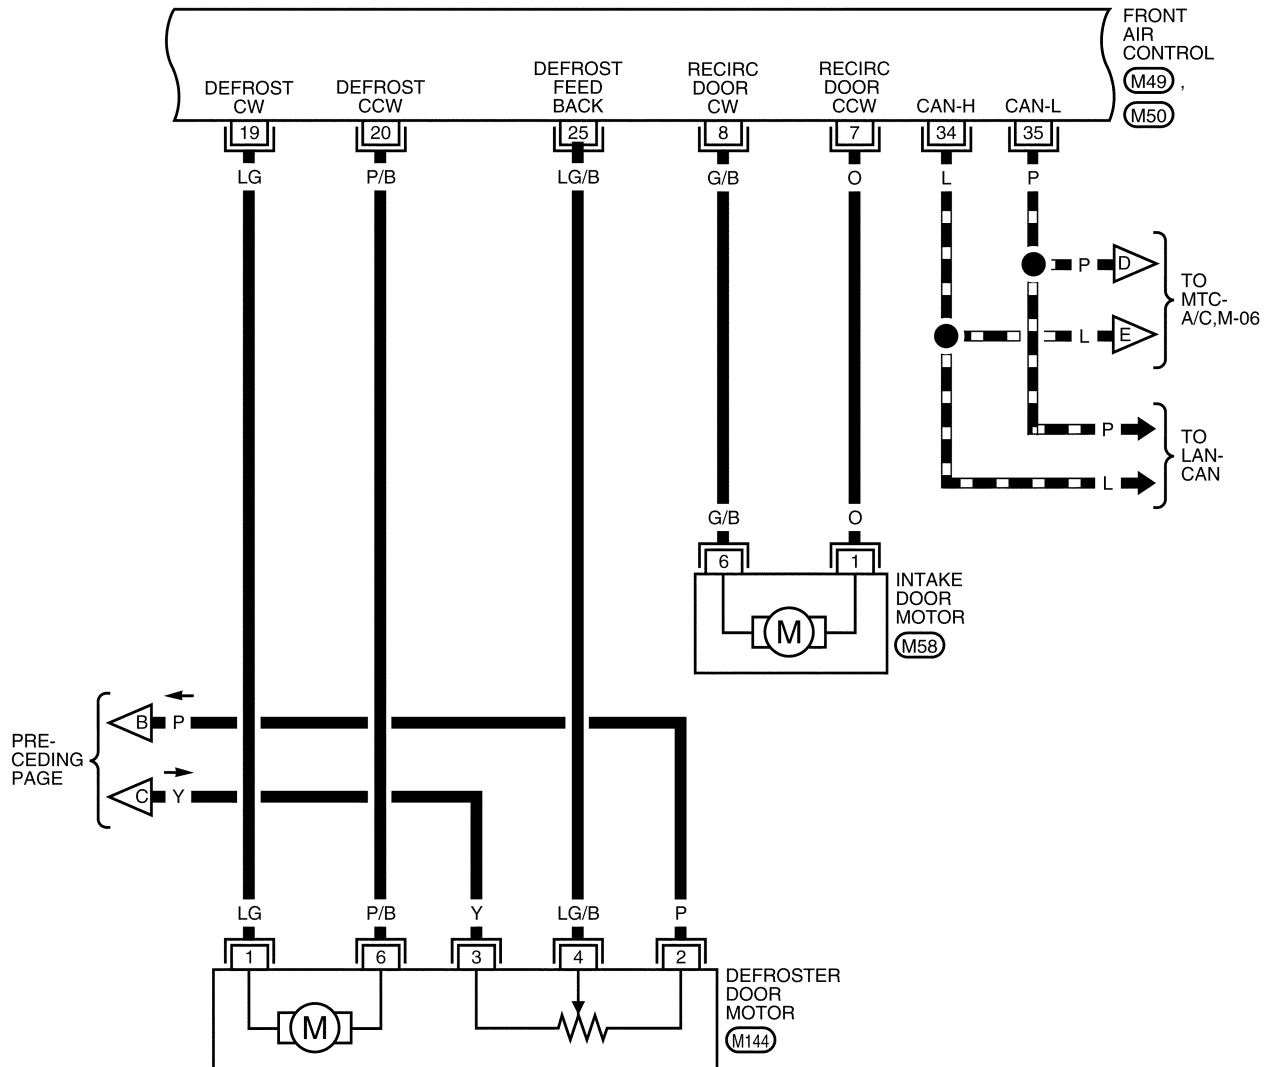 FRONT
AIR
CONTROL
M49 ,
M50
DEFROST
CW
DEFROST
CCW
DEFROST
FEED
BACK
RECIRC
DOOR
CW
RECIRC
DOOR
CCW
CAN-H
CAN-L
19
20
25
8
7
34
35
LG
P/B
LG/B
G/B
O
L
P
P
D
L
E
TO
MTC-
A/C,M-06
P
L
TO
LAN-
CAN
G/B
O
6
1
M
INTAKE
DOOR
MOTOR
M58
PRE-
CEDING
PAGE
B
P
C
Y
LG
P/B
Y
LG/B
P
1
6
3
4
2
M
DEFROSTER
DOOR
MOTOR
M144